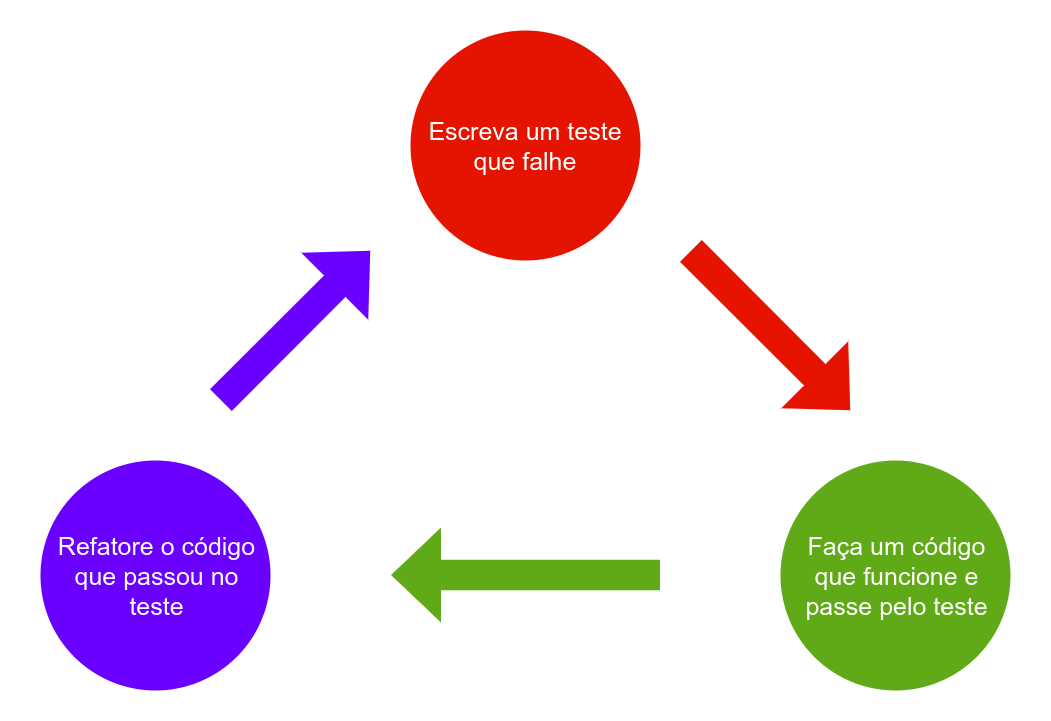 Escreva um teste
que falhe
Refatore o código
que passou no
teste
Faça um código
que funcione e
passe pelo teste